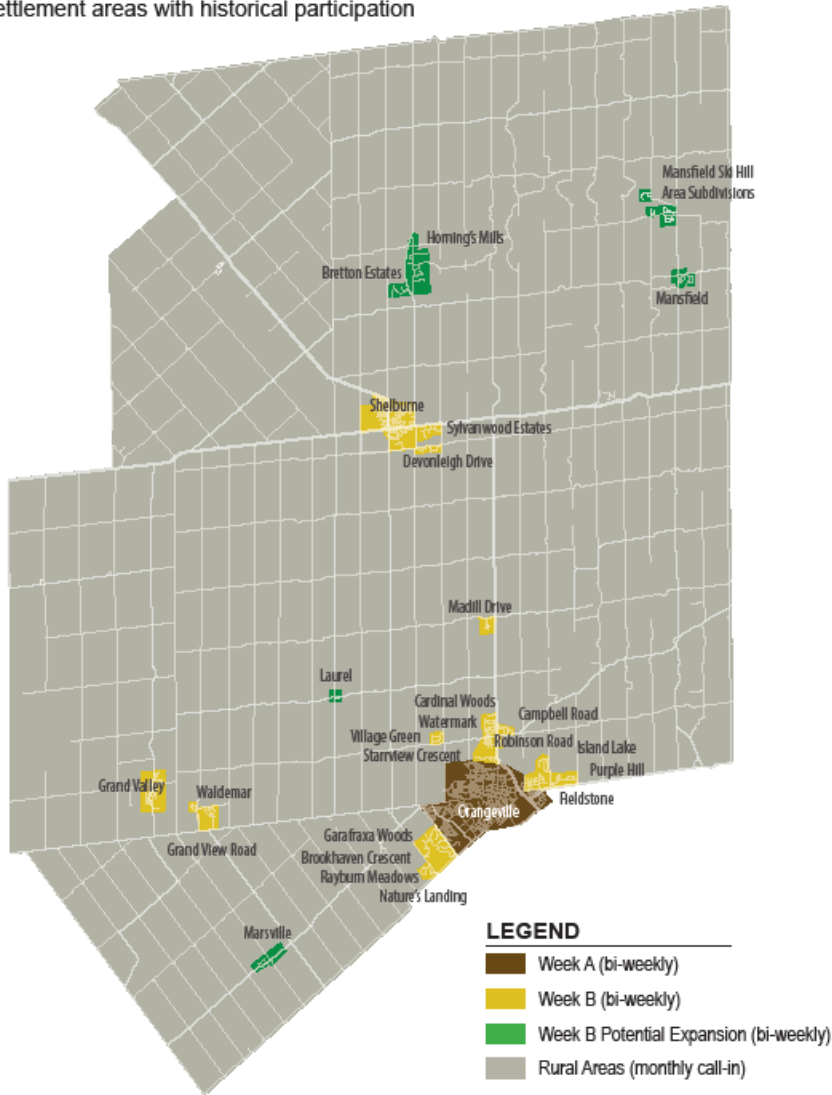 ettlement areas with historical participation
Mansfield Ski Hill
Area Subdivisions
Horning's Mills
Bretton Estates
Mansfield
Shelburne
Sylvanwood Estates
Devonleigh Drive
Madill Drive
Laurel
Cardinal Woods
Campbell Road
Watermark
Village Green
Robinson Road
Island Lake
Starrview Crescent
Purple Hill
Grand Valley
Waldemar
Fieldstone
Orangeville
Garafraxa Woods
Grand View Road
Brookhaven Crescent
Rayburn Meadows
Nature's Landing
Marsville
LEGEND
Week A (bi-weekly)
Week B (bi-weekly)
Week B Potential Expansion (bi-weekly)
Rural Areas (monthly call-in)